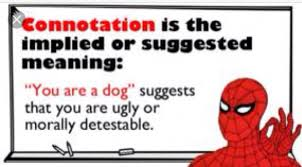 Connotation is the
implied or suggested
meaning:
"You are a dog" suggests
that you are ugly or
morally detestable.